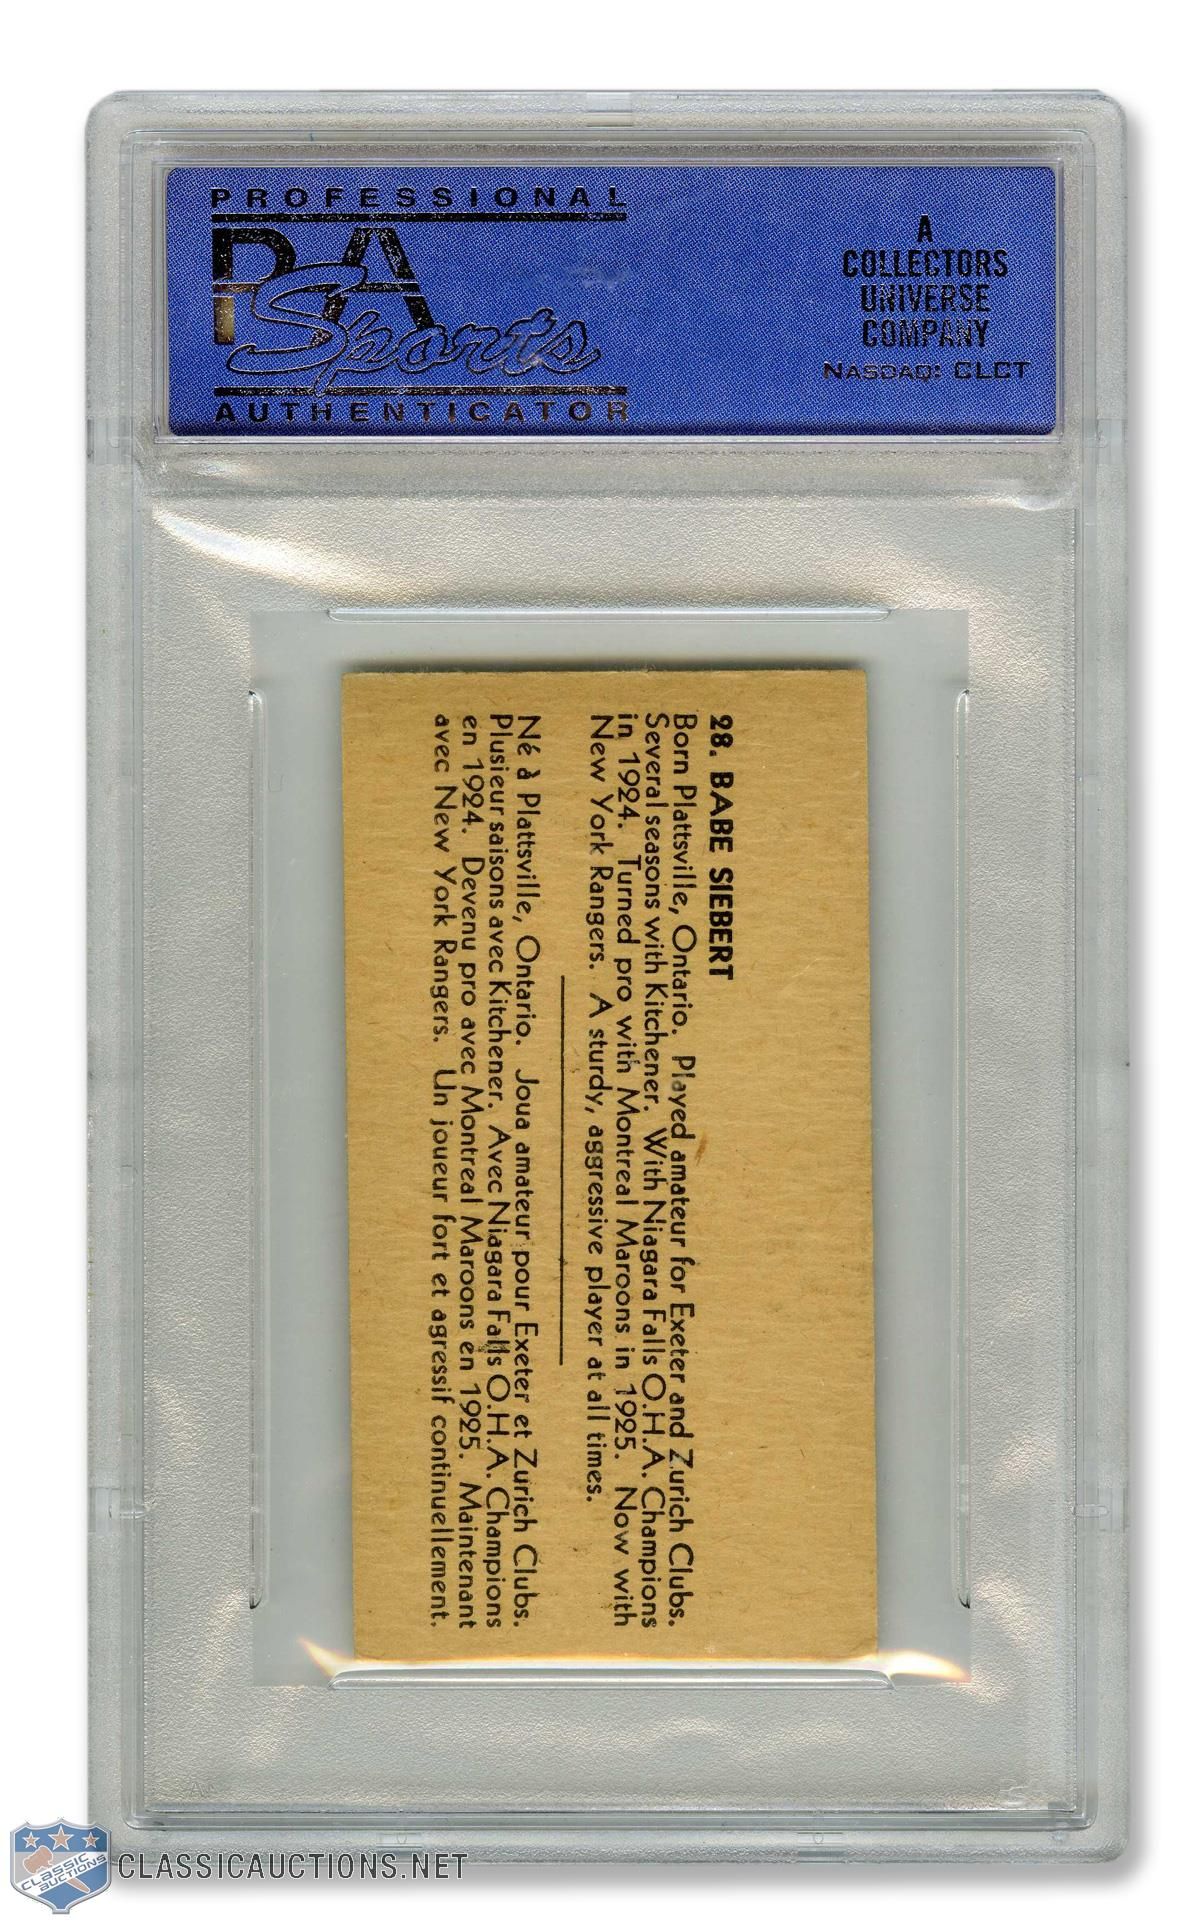 PROFESSIONAL
PSA
Sports
AUTHENTICATOR
A
COLLECTORS
UNIVERSE
COMPANY
NASDAQ: CLCT
28. BABE SIEBERT
Born Plattsville, Ontario. Played amateur for Exeter and Zurich Clubs.
Several seasons with Kitchener. With Niagara Falls O.H.A. Champions
in 1924. Turned pro with Montreal Maroons in 1925. Now with
New York Rangers. A sturdy, aggressive player at all times.
Né à Plattsville, Ontario. Joua amateur pour Exeter et Zurich Clubs.
Plusieur saisons avec Kitchener. Avec Niagara Falls O.H.A. Champions
en 1924. Devenu pro avec Montreal Maroons en 1925. Maintenant
avec New York Rangers. Un joueur fort et agressif continuellement.
CLASSIC
AUCTIONS
CLASSICAUCTIONS.NET